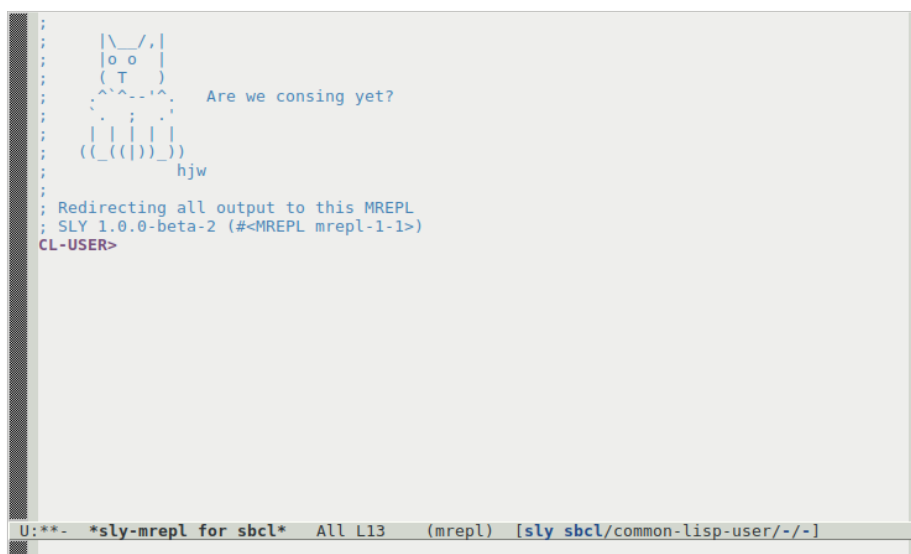 ;
;      |\__/,|
;      |o o  |
;      ( T   )
;     .^`^--'^.   Are we consing yet?
;     `.  ;  .'
;     | | | | |
;    ((_((|))_))
;              hjw
;
; Redirecting all output to this MREPL
; SLY 1.0.0-beta-2 (#<MREPL mrepl-1-1>)
CL-USER>
U:**-  *sly-mrepl for sbcl*   All L13    (mrepl)  [sly sbcl/common-lisp-user/-/-]